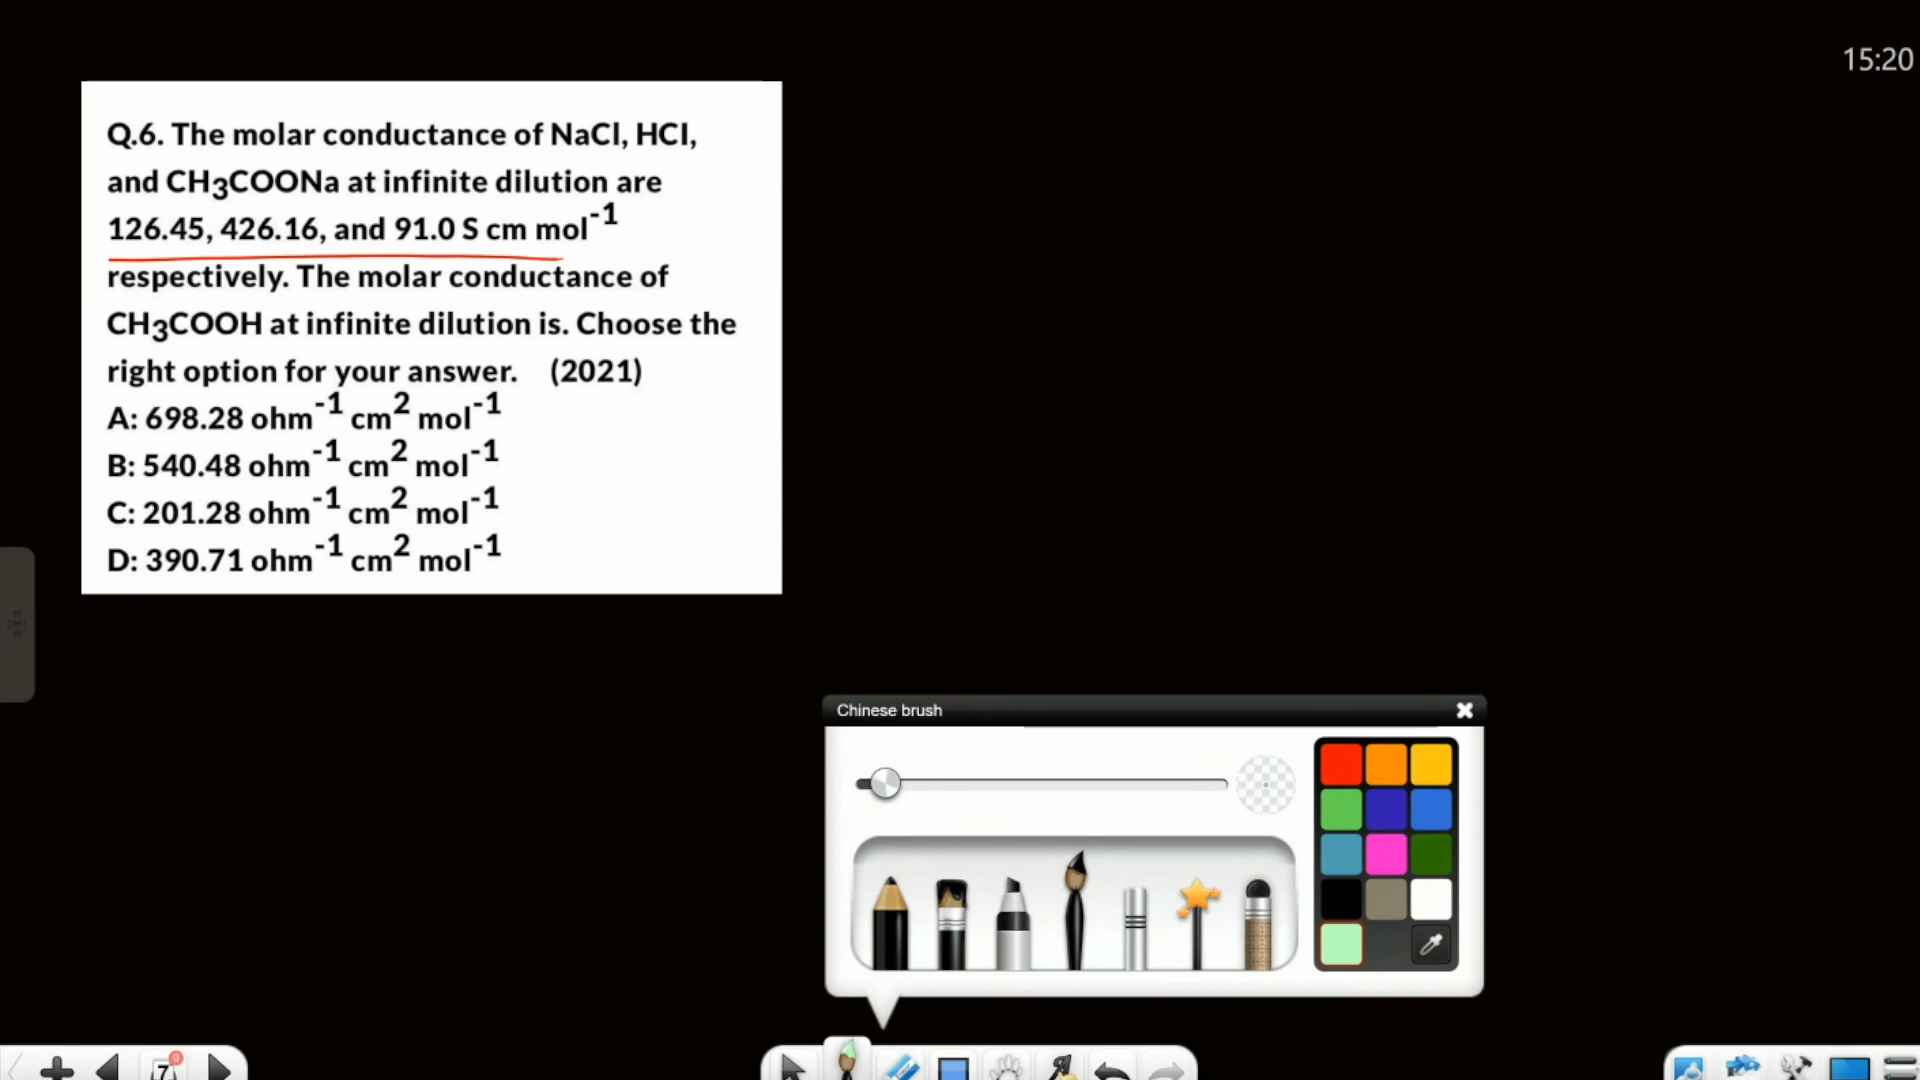 15:20
Q.6. The molar conductance of NaCl, HCl,
and CH3COONa at infinite dilution are
126.45, 426.16, and 91.0 S cm mol-1
respectively. The molar conductance of
CH3COOH at infinite dilution is. Choose the
right option for your answer. (2021)
A: 698.28 ohm-1 cm2 mol-1
B: 540.48 ohm-1 cm2 mol-1
C: 201.28 ohm-1 cm2 mol-1
D: 390.71 ohm-1 cm2 mol-1
Chinese brush
7
0